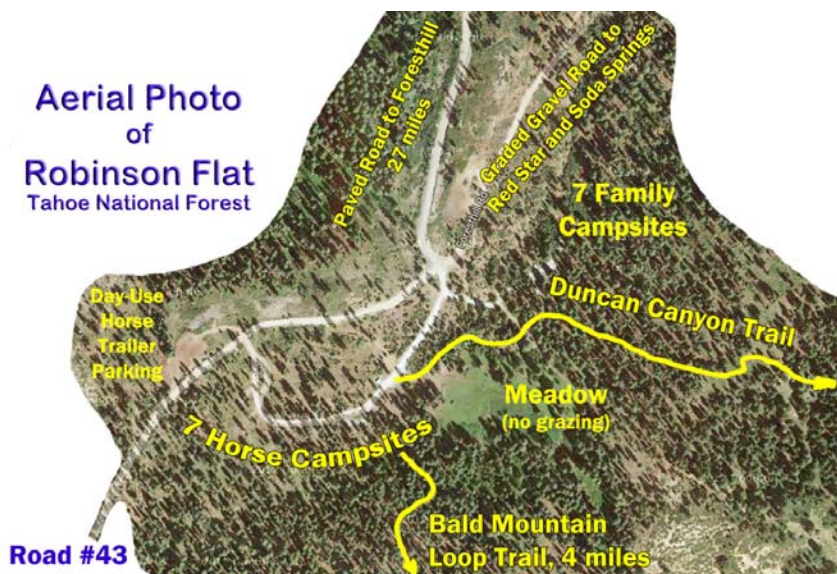 Aerial Photo
of
Robinson Flat
Tahoe National Forest
Paved Road to Foresthill
27 miles
Graded Gravel Road to
Red Star and Soda Springs
7 Family
Campsites
Duncan Canyon Trail
Day-Use
Horse
Trailer
Parking
Meadow
(no grazing)
7 Horse Campsites
Bald Mountain
Loop Trail, 4 miles
Road #43